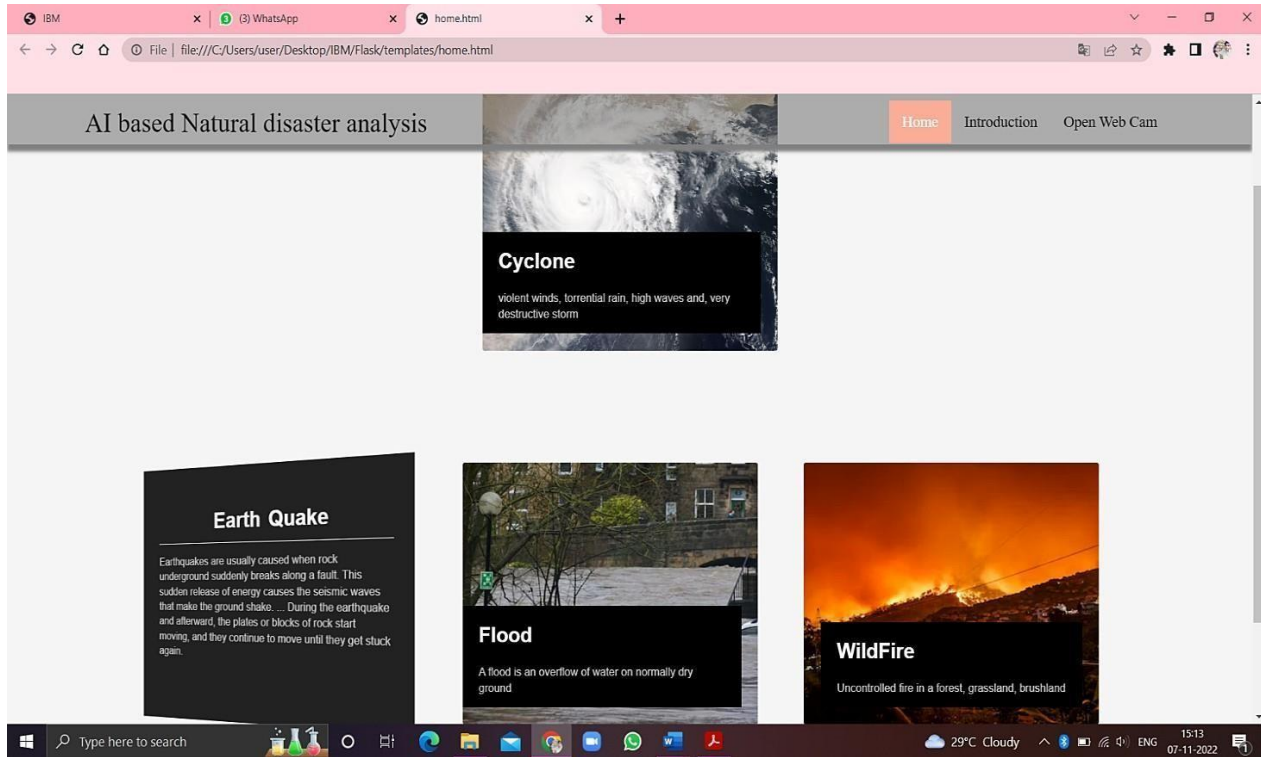 IBM
(3) WhatsApp
home.html
File
file:///C:/Users/user/Desktop/IBM/Flask/templates/home.html
AI based Natural disaster analysis
Home
Introduction
Open Web Cam
Cyclone
violent winds, torrential rain, high waves and, very
destructive storm
Earth Quake
Earthquakes are usually caused when rock
underground suddenly breaks along a fault. This
sudden release of energy causes the seismic waves
that make the ground shake. ... During the earthquake
and afterward, the plates or blocks of rock start
moving, and they continue to move until they get stuck
again.
Flood
A flood is an overflow of water on normally dry
ground
WildFire
Uncontrolled fire in a forest, grassland, brushland
Type here to search
29°C Cloudy
ENG
15:13
07-11-2022